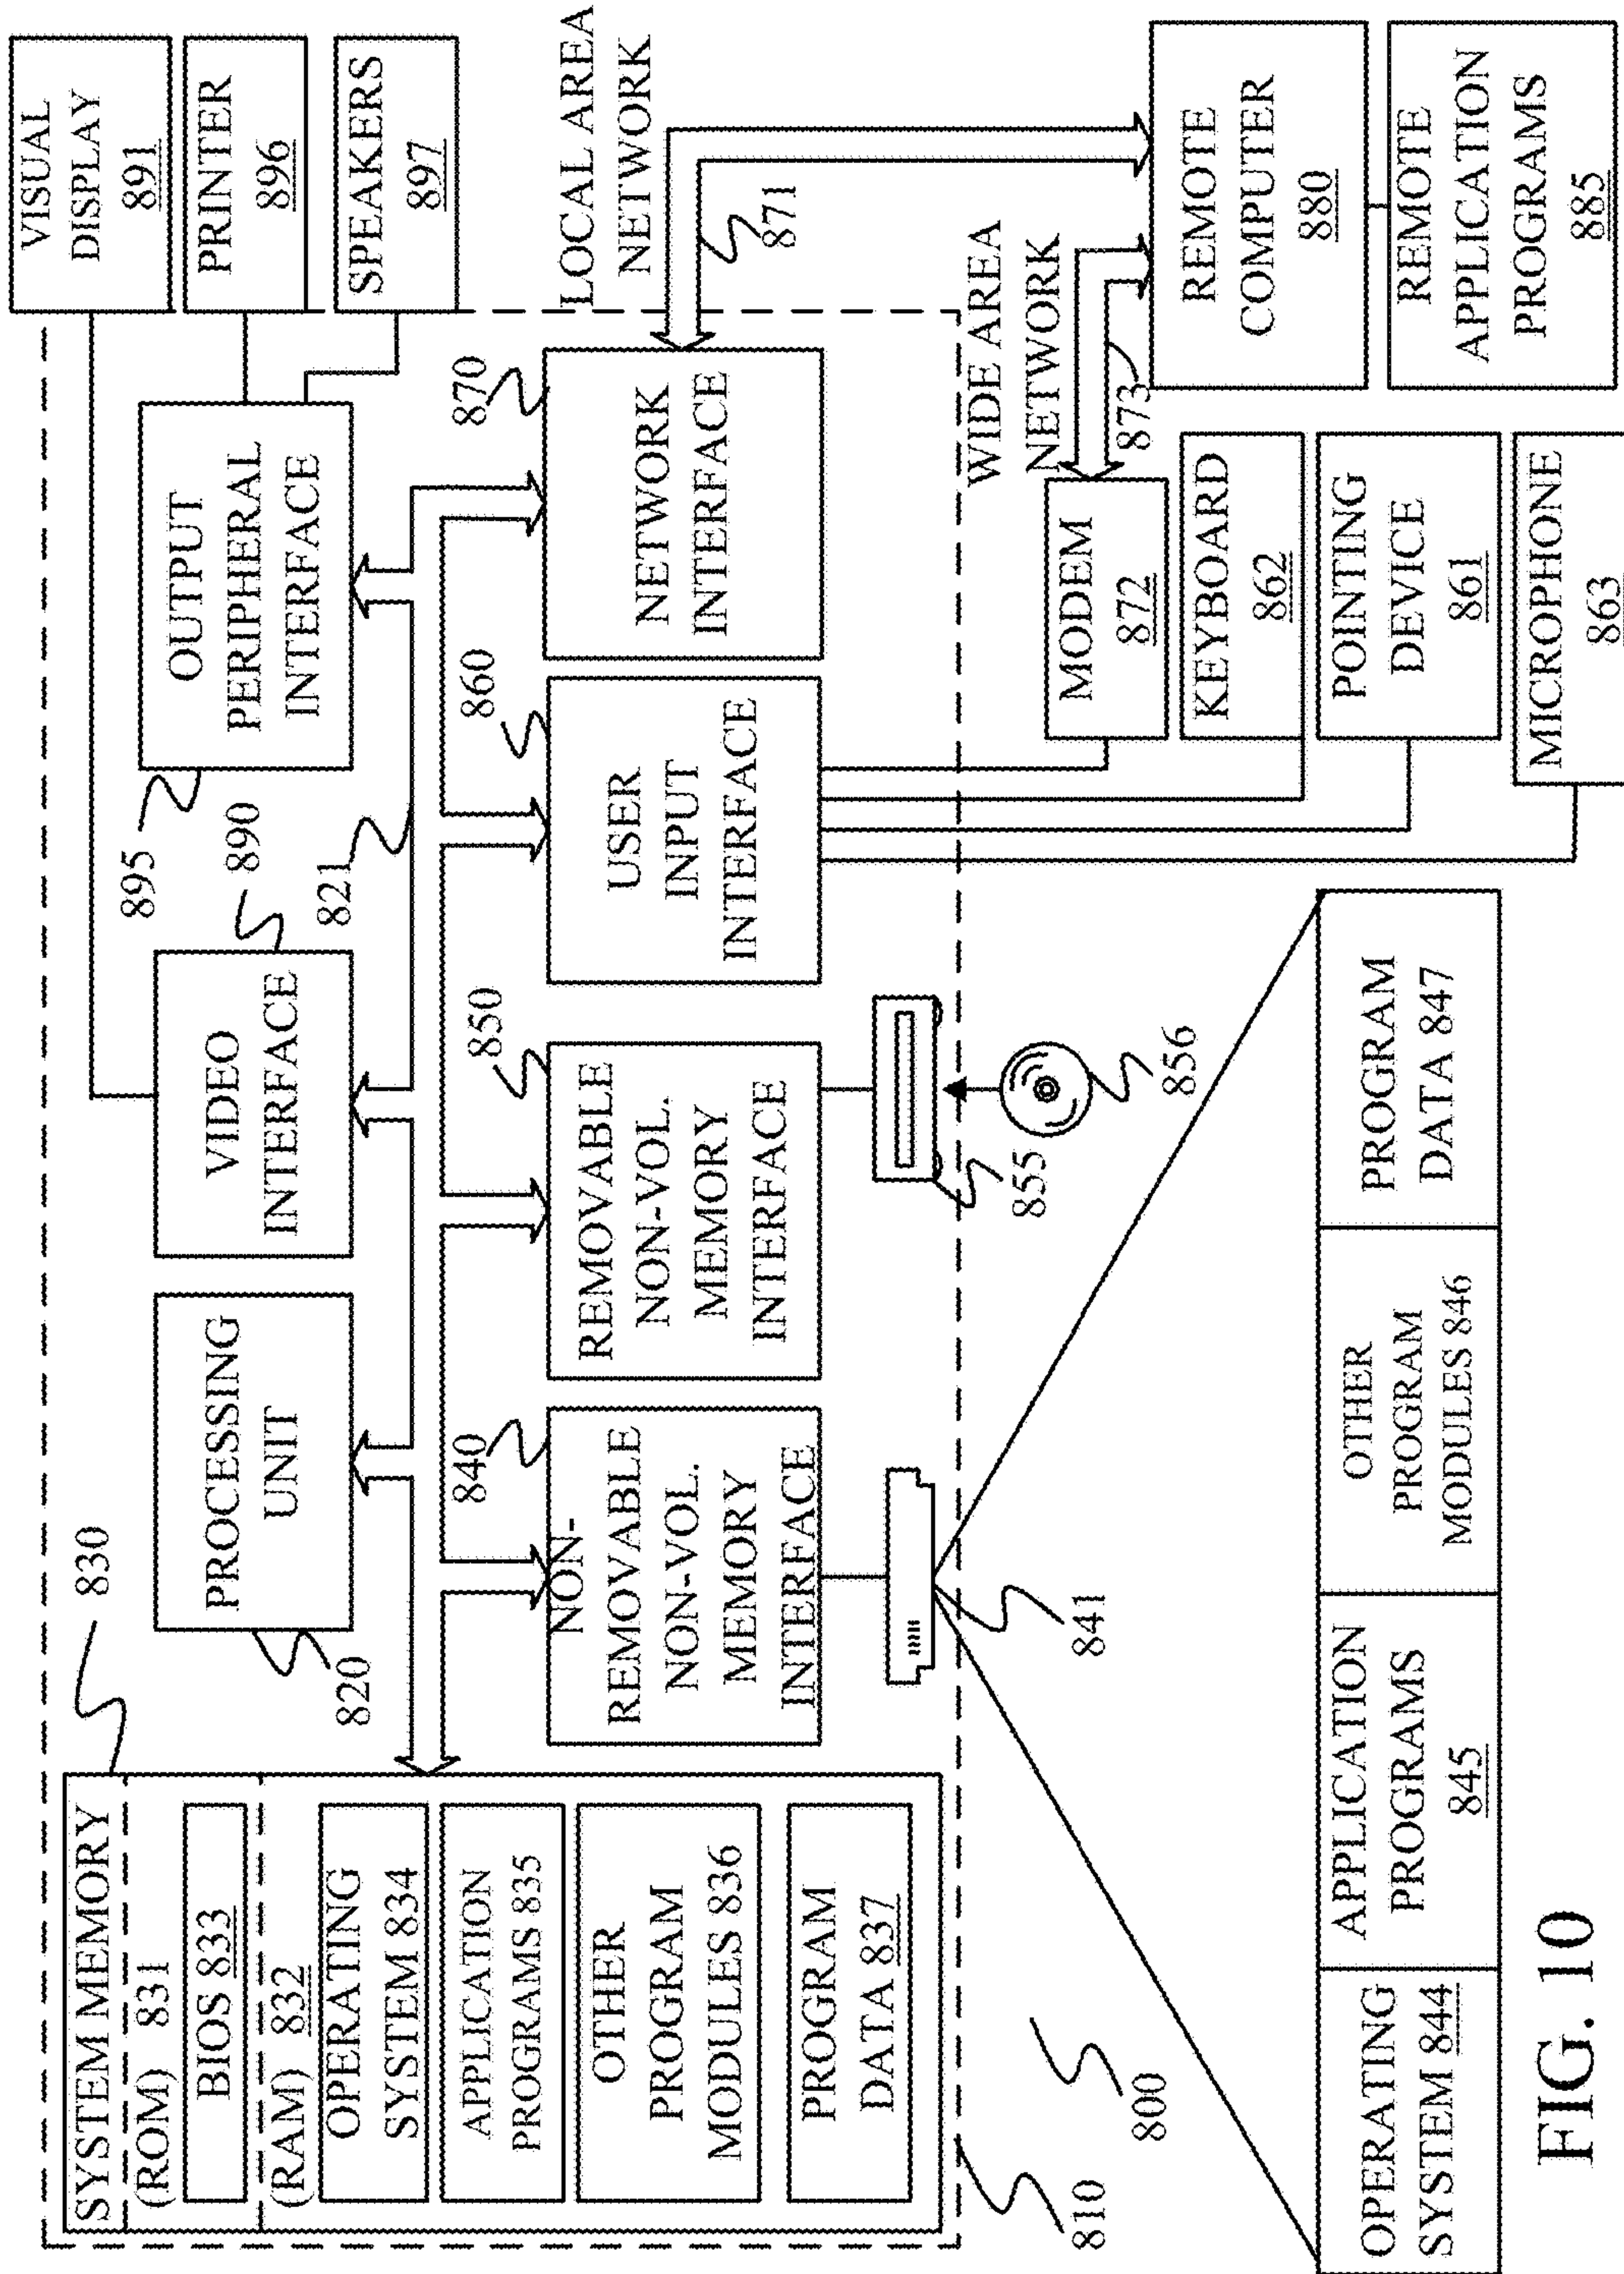 SYSTEM MEMORY
(ROM) 831
BIOS 833
(RAM) 832
OPERATING
SYSTEM 834
APPLICATION
PROGRAMS 835
OTHER
PROGRAM
MODULES 836
PROGRAM
DATA 837
830
820
PROCESSING
UNIT
VIDEO
INTERFACE
890
821
895
OUTPUT
PERIPHERAL
INTERFACE
VISUAL
DISPLAY
891
PRINTER
896
SPEAKERS
897
840
NON-
REMOVABLE
NON-VOL.
MEMORY
INTERFACE
850
REMOVABLE
NON-VOL.
MEMORY
INTERFACE
860
USER
INPUT
INTERFACE
870
NETWORK
INTERFACE
LOCAL AREA
NETWORK
871
841
855
856
WIDE AREA
NETWORK
873
MODEM
872
KEYBOARD
862
POINTING
DEVICE
861
MICROPHONE
863
REMOTE
COMPUTER
880
REMOTE
APPLICATION
PROGRAMS
885
810
800
OPERATING
SYSTEM 844
APPLICATION
PROGRAMS
845
OTHER
PROGRAM
MODULES 846
PROGRAM
DATA 847
FIG. 10